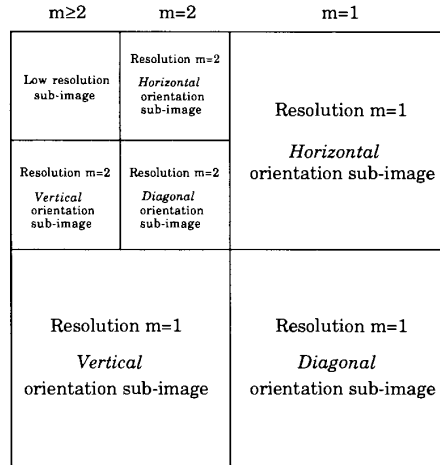 m≥2 m=2 m=1
Low resolution
sub-image
Resolution m=2
Horizontal
orientation
sub-image
Resolution m=1
Horizontal
orientation sub-image
Resolution m=2
Vertical
orientation
sub-image
Resolution m=2
Diagonal
orientation
sub-image
Resolution m=1
Vertical
orientation sub-image
Resolution m=1
Diagonal
orientation sub-image